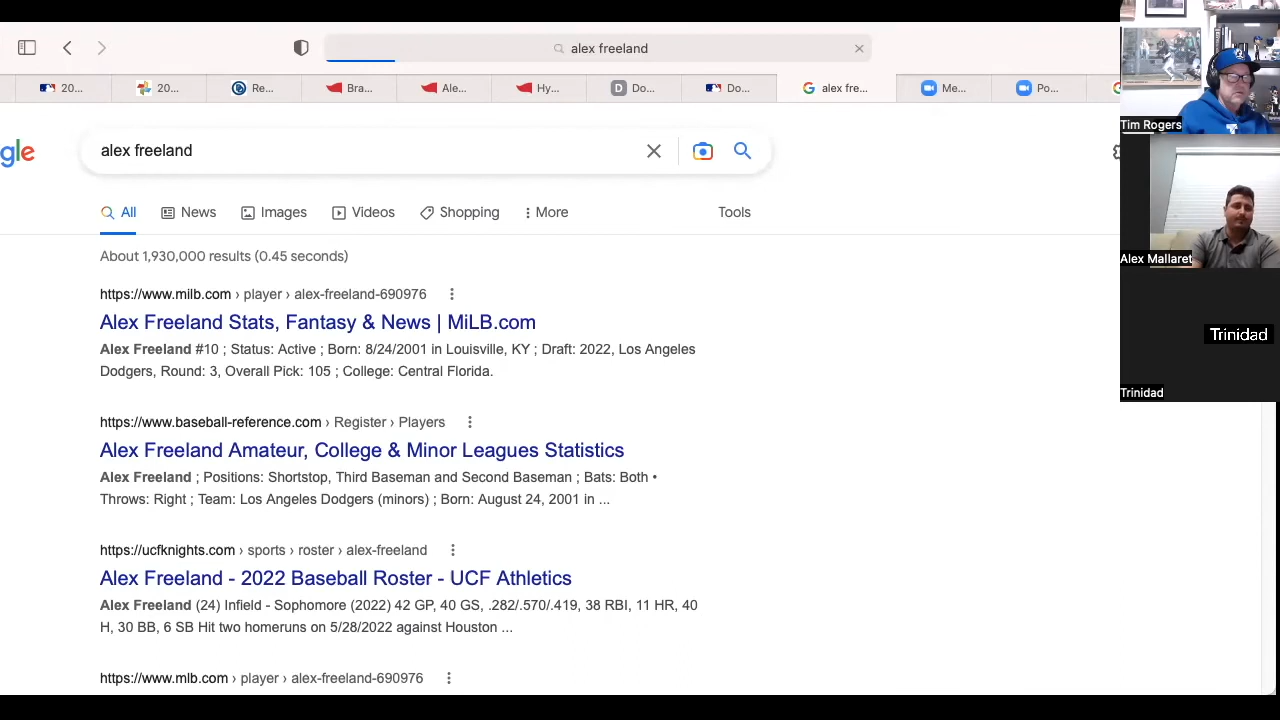 alex freeland
20...
20...
Re...
Bra...
Ale...
Hy...
Do...
Do...
alex fre...
Me...
Po...
gle
alex freeland
All
News
Images
Videos
Shopping
More
Tools
About 1,930,000 results (0.45 seconds)
https://www.milb.com › player › alex-freeland-690976
Alex Freeland Stats, Fantasy & News | MiLB.com
Alex Freeland #10 ; Status: Active ; Born: 8/24/2001 in Louisville, KY ; Draft: 2022, Los Angeles
Dodgers, Round: 3, Overall Pick: 105 ; College: Central Florida.
https://www.baseball-reference.com › Register › Players
Alex Freeland Amateur, College & Minor Leagues Statistics
Alex Freeland ; Positions: Shortstop, Third Baseman and Second Baseman ; Bats: Both •
Throws: Right ; Team: Los Angeles Dodgers (minors) ; Born: August 24, 2001 in ...
https://ucfknights.com › sports › roster › alex-freeland
Alex Freeland - 2022 Baseball Roster - UCF Athletics
Alex Freeland (24) Infield - Sophomore (2022) 42 GP, 40 GS, .282/.570/.419, 38 RBI, 11 HR, 40
H, 30 BB, 6 SB Hit two homeruns on 5/28/2022 against Houston ...
https://www.mlb.com › player › alex-freeland-690976
Tim Rogers
Alex Mallaret
Trinidad
Trinidad